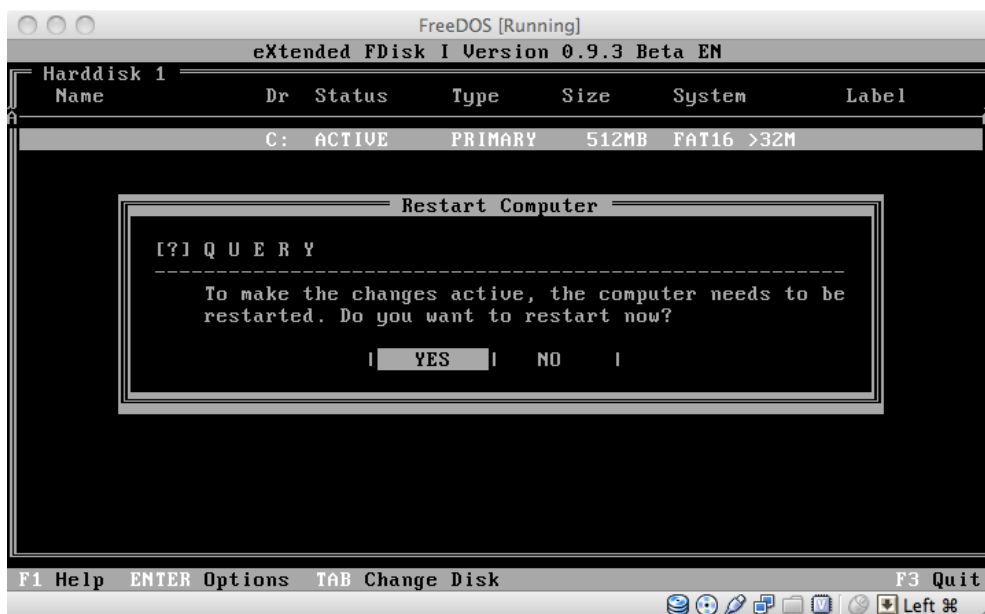 FreeDOS [Running]
eXtended FDisk I Version 0.9.3 Beta EN
Harddisk 1
Name Dr Status Type Size System Label
C: ACTIVE PRIMARY 512MB FAT16 >32M
Restart Computer
[?] Q U E R Y
To make the changes active, the computer needs to be
restarted. Do you want to restart now?
YES NO
F1 Help ENTER Options TAB Change Disk F3 Quit
Left ⌘